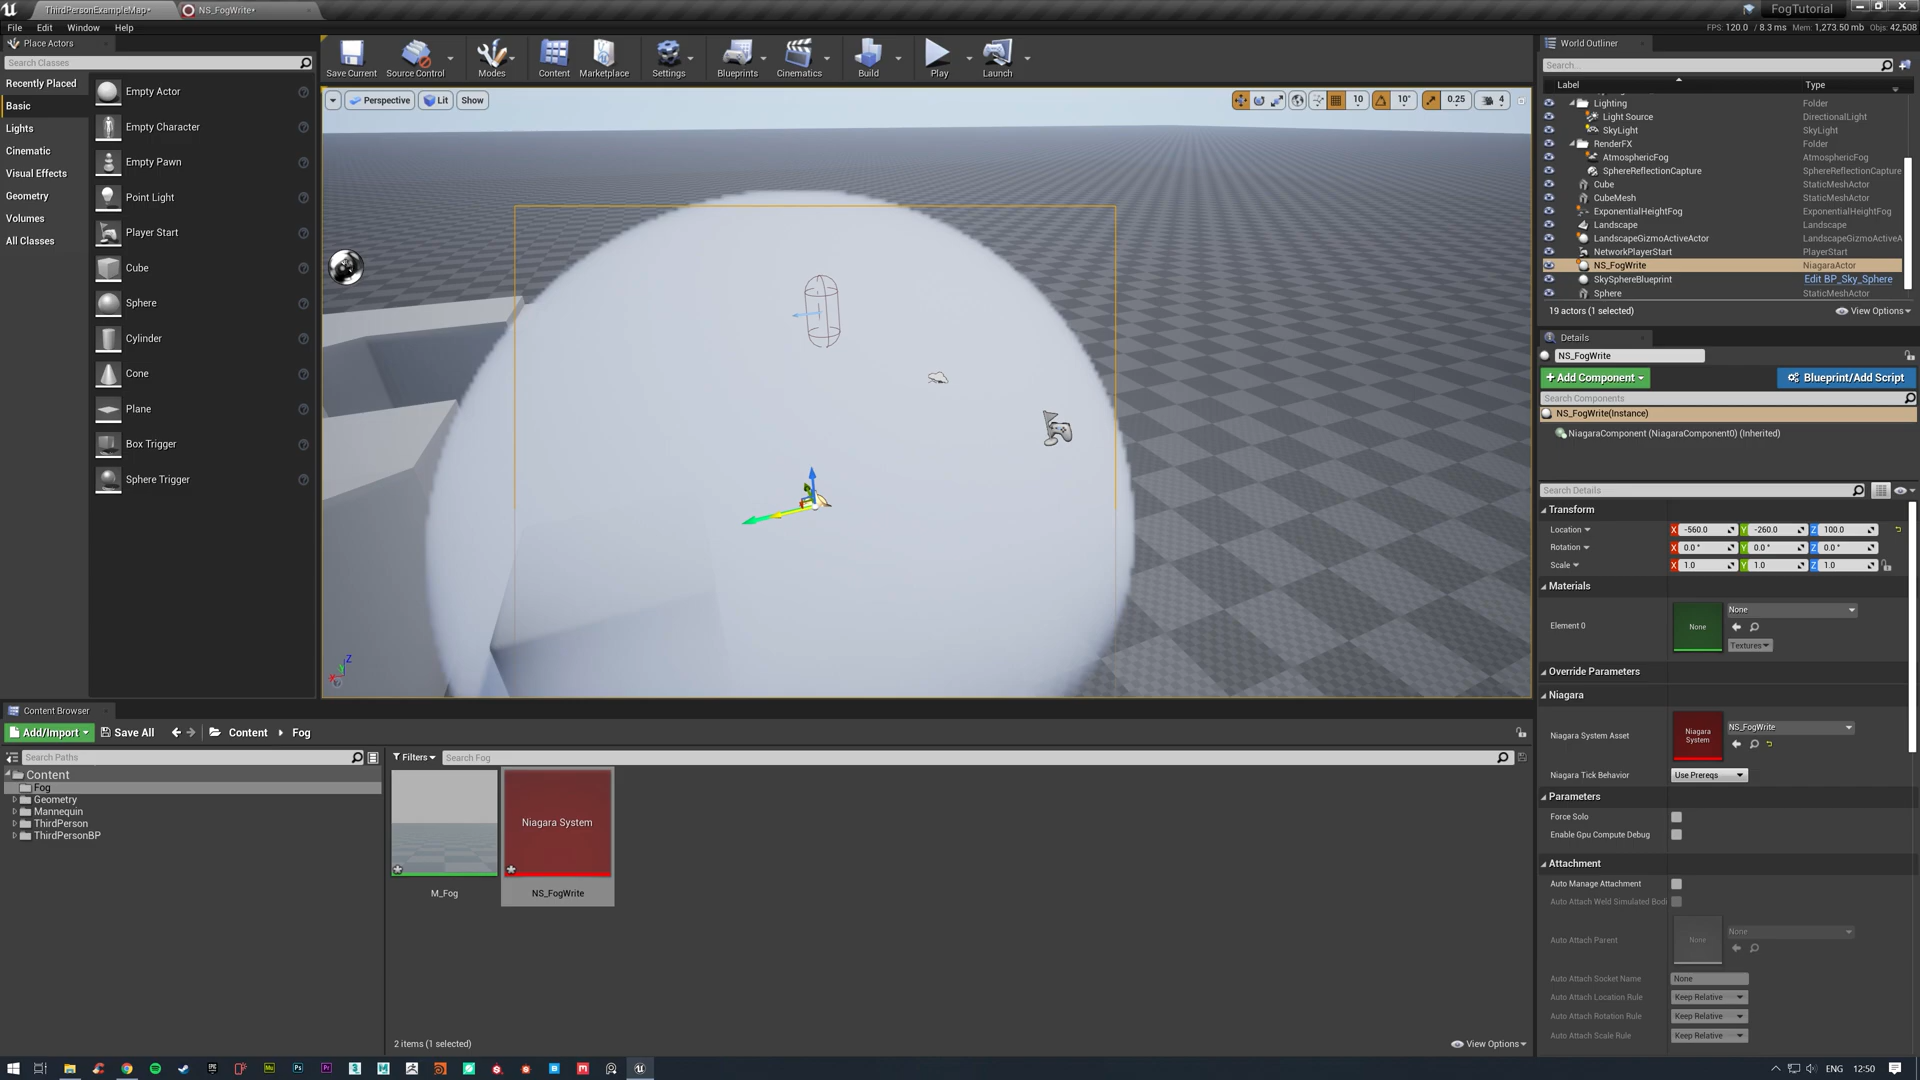 ThirdPersonExampleMap*
NS_FogWrite*
FogTutorial
File
Edit
Window
Help
FPS: 120.0 / 8.3 ms
Mem: 1,273.50 mb
Objs: 42,508
Place Actors
Search Classes
Recently Placed
Basic
Lights
Cinematic
Visual Effects
Geometry
Volumes
All Classes
Empty Actor
Empty Character
Empty Pawn
Point Light
Player Start
Cube
Sphere
Cylinder
Cone
Plane
Box Trigger
Sphere Trigger
Save Current
Source Control
Modes
Content
Marketplace
Settings
Blueprints
Cinematics
Build
Play
Launch
Perspective
Lit
Show
10
10°
0.25
4
Z
World Outliner
Search...
Label
Type
Lighting
Folder
Light Source
DirectionalLight
SkyLight
SkyLight
RenderFX
Folder
AtmosphericFog
AtmosphericFog
SphereReflectionCapture
SphereReflectionCapture
Cube
StaticMeshActor
CubeMesh
StaticMeshActor
ExponentialHeightFog
ExponentialHeightFog
Landscape
Landscape
LandscapeGizmoActiveActor
LandscapeGizmoActiveA
NetworkPlayerStart
PlayerStart
NS_FogWrite
NiagaraActor
SkySphereBlueprint
Edit BP_Sky_Sphere
Sphere
StaticMeshActor
19 actors (1 selected)
View Options
Details
NS_FogWrite
+ Add Component
Blueprint/Add Script
Search Components
NS_FogWrite(Instance)
NiagaraComponent (NiagaraComponent0) (Inherited)
Search Details
Transform
Location
X -560.0
Y -260.0
Z 100.0
Rotation
X 0.0 °
Y 0.0 °
Z 0.0 °
Scale
X 1.0
Y 1.0
Z 1.0
Materials
Element 0
None
None
Textures
Override Parameters
Niagara
Niagara System Asset
Niagara System
NS_FogWrite
Niagara Tick Behavior
Use Prereqs
Parameters
Force Solo
Enable Gpu Compute Debug
Attachment
Auto Manage Attachment
Auto Attach Weld Simulated Bodi
Auto Attach Parent
None
None
Auto Attach Socket Name
None
Auto Attach Location Rule
Keep Relative
Auto Attach Rotation Rule
Keep Relative
Auto Attach Scale Rule
Keep Relative
Content Browser
Add/Import
Save All
Content
Fog
Search Paths
Filters
Search Fog
Content
Fog
Geometry
Mannequin
ThirdPerson
ThirdPersonBP
Niagara System
M_Fog
NS_FogWrite
2 items (1 selected)
View Options
ENG
12:50